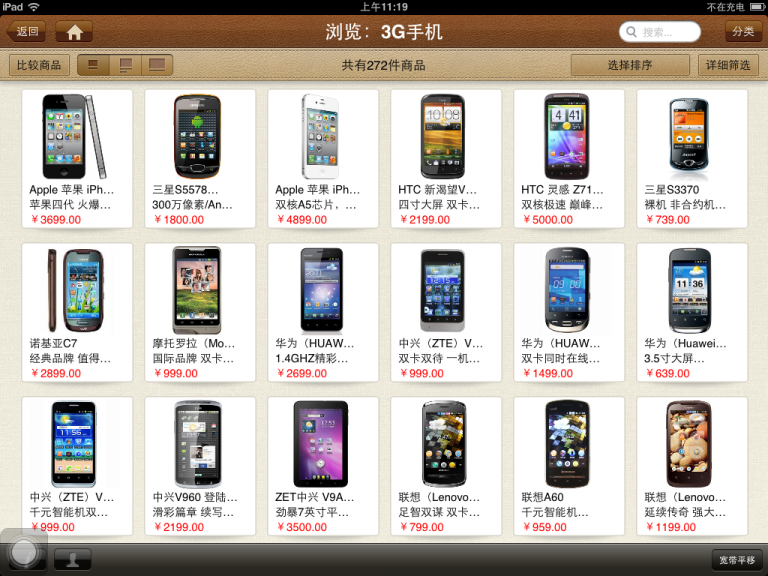 iPad
上午11:19
不在充电
返回
浏览：3G手机
搜索...
分类
比较商品
共有272件商品
选择排序
详细筛选
Apple 苹果 iPh...
苹果四代 火爆...
￥3699.00
三星S5578...
300万像素/An...
￥1800.00
Apple 苹果 iPh...
双核A5芯片，...
￥4899.00
HTC 新渴望V...
四寸大屏 双卡...
￥2199.00
HTC 灵感 Z71...
双核极速 巅峰...
￥5000.00
三星S3370
裸机 非合约机...
￥739.00
诺基亚C7
经典品牌 值得...
￥2899.00
摩托罗拉（Mo...
国际品牌 双卡...
￥999.00
华为（HUAW...
1.4GHZ精彩...
￥2699.00
中兴（ZTE）V...
双卡双待 一机...
￥999.00
华为（HUAW...
双卡同时在线...
￥1499.00
华为（Huawei...
3.5寸大屏...
￥639.00
中兴（ZTE）V...
千元智能机双...
￥999.00
中兴V960 登陆...
滑彩篇章 续写...
￥2199.00
ZET中兴 V9A...
劲暴7英寸平...
￥3500.00
联想（Lenovo...
足智双谋 双卡...
￥799.00
联想A60
千元智能机...
￥959.00
联想（Lenovo...
延续传奇 强大...
￥1199.00
宽带平移